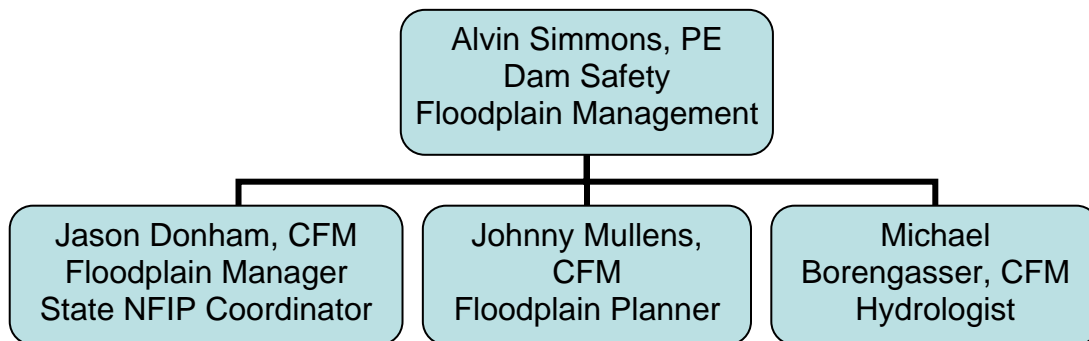 Alvin Simmons, PE
Dam Safety
Floodplain Management
Jason Donham, CFM
Floodplain Manager
State NFIP Coordinator
Johnny Mullens,
CFM
Floodplain Planner
Michael
Borengasser, CFM
Hydrologist